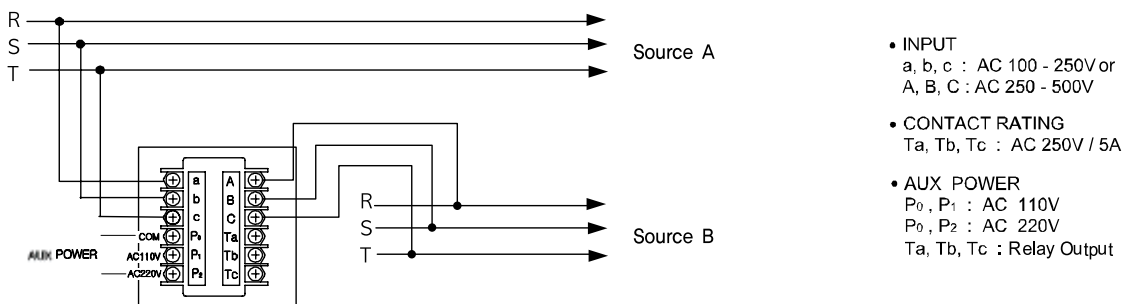 R
S
T
Source A
a
b
c
P₀
P₁
P₂
A
B
C
Ta
Tb
Tc
COM
AC110V
AC220V
AUX POWER
R
S
T
Source B
• INPUT
a, b, c : AC 100 - 250V or
A, B, C : AC 250 - 500V
• CONTACT RATING
Ta, Tb, Tc : AC 250V / 5A
• AUX POWER
P₀ , P₁ : AC 110V
P₀ , P₂ : AC 220V
Ta, Tb, Tc : Relay Output